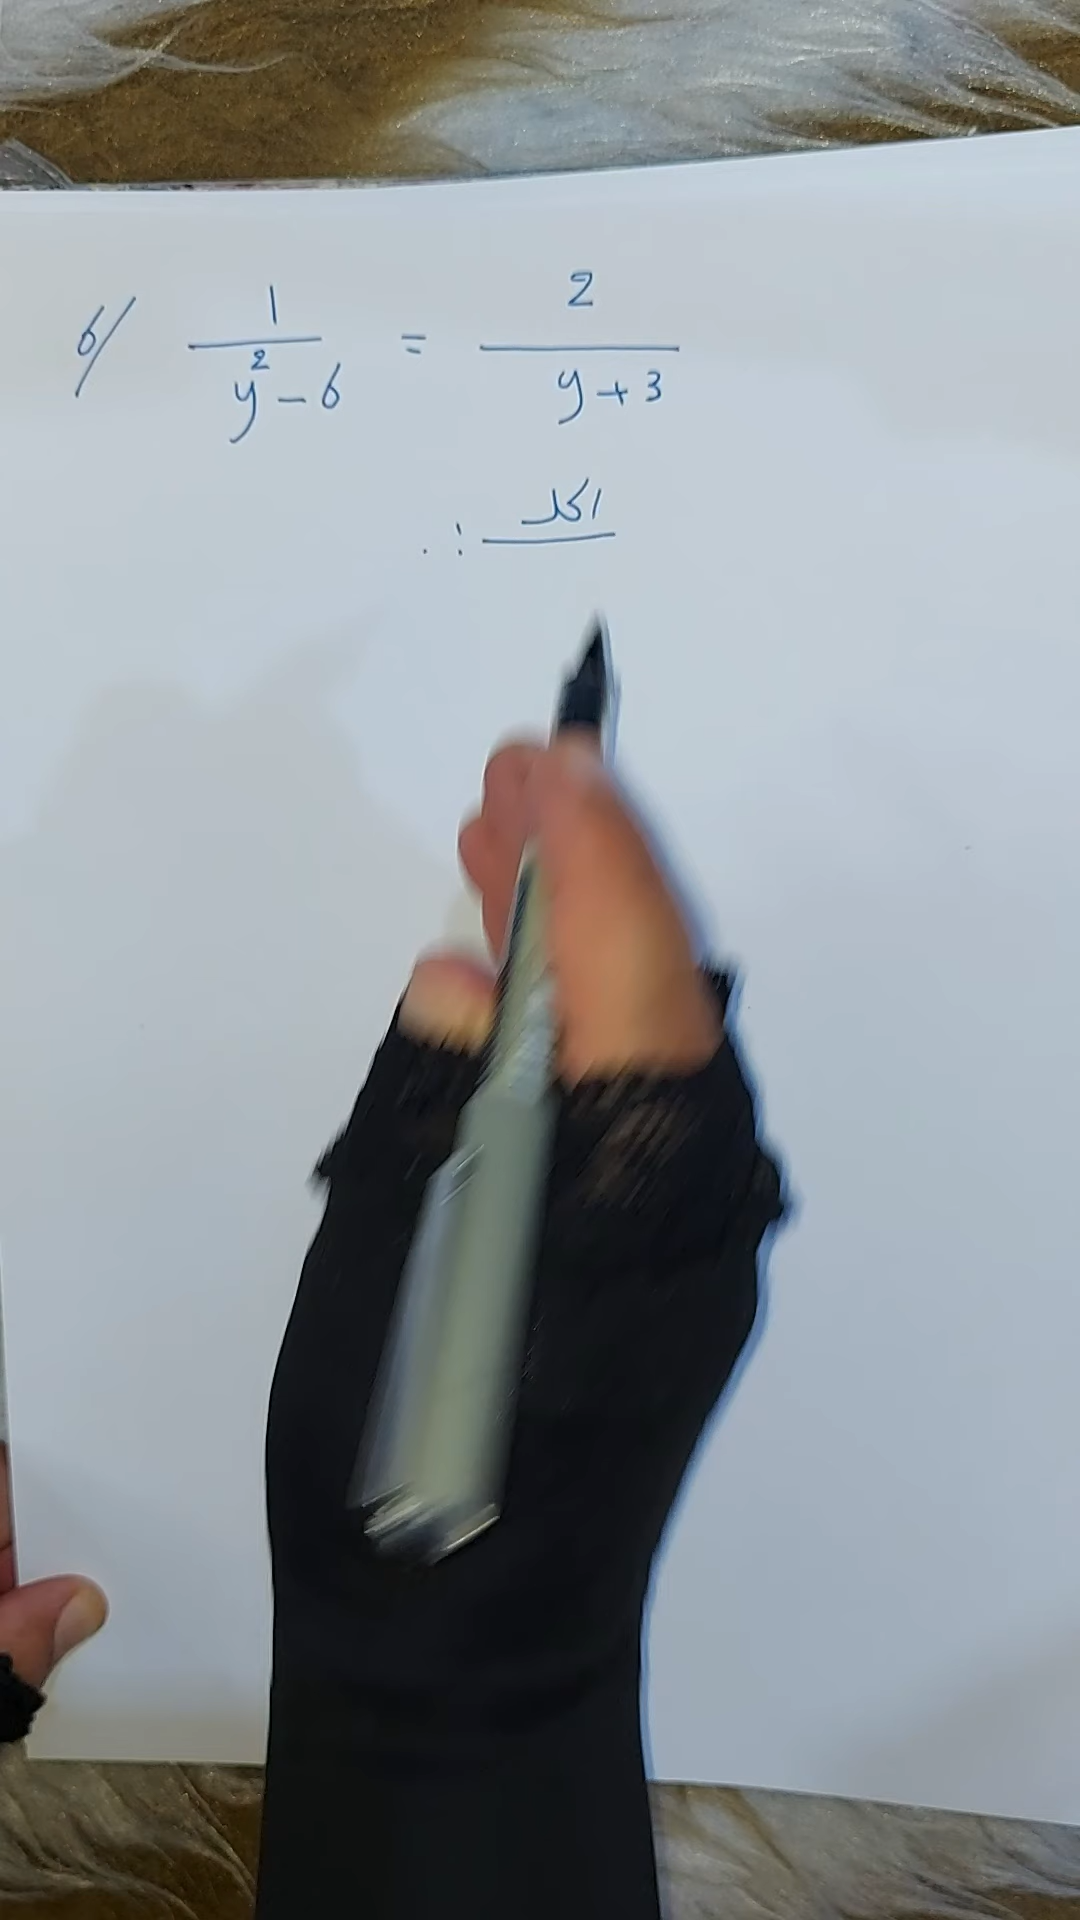 6/ 1/(y²-6) = 2/(y+3)
الحل :.